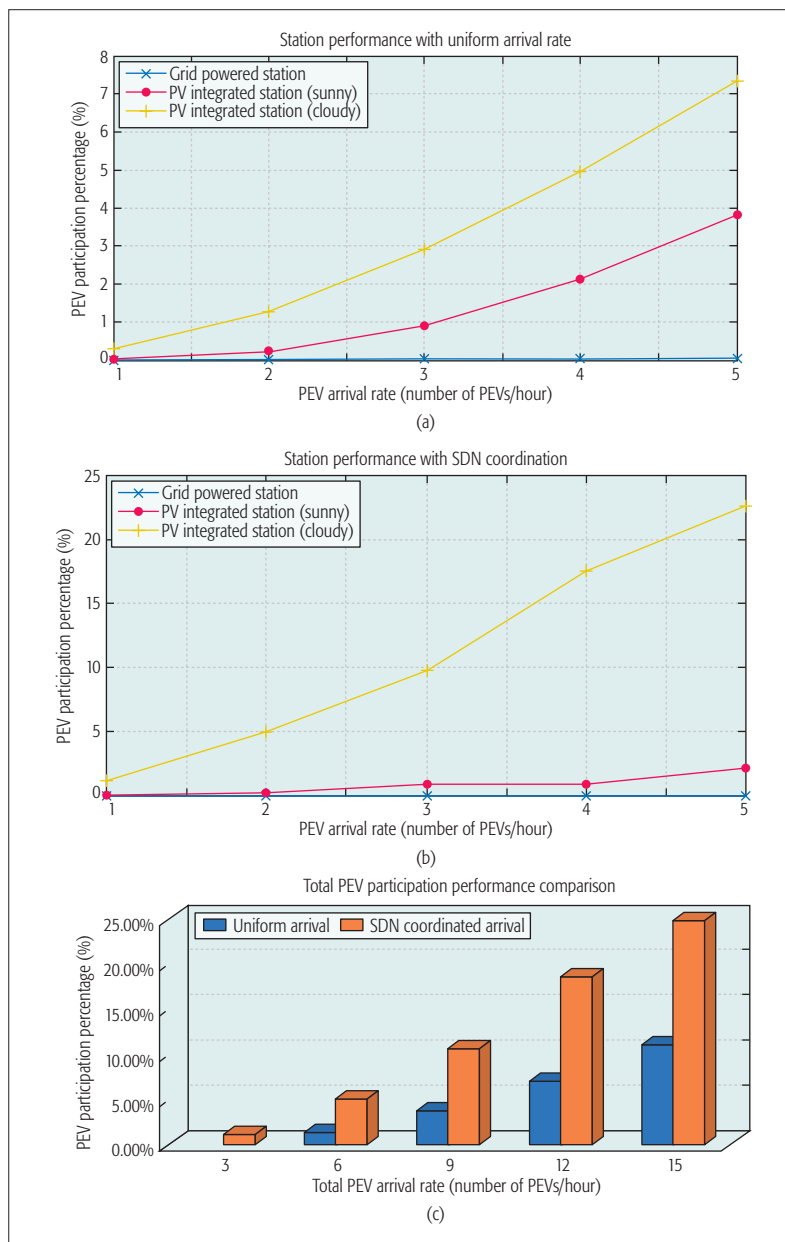 Station performance with uniform arrival rate
8
7
6
5
4
3
2
1
0
PEV participation percentage (%)
Grid powered station
PV integrated station (sunny)
PV integrated station (cloudy)
1 2 3 4 5
PEV arrival rate (number of PEVs/hour)
(a)
Station performance with SDN coordination
25
20
15
10
5
0
PEV participation percentage (%)
Grid powered station
PV integrated station (sunny)
PV integrated station (cloudy)
1 2 3 4 5
PEV arrival rate (number of PEVs/hour)
(b)
Total PEV participation performance comparison
25.00%
20.00%
15.00%
10.00%
5.00%
0.00%
PEV participation percentage (%)
Uniform arrival SDN coordinated arrival
3 6 9 12 15
Total PEV arrival rate (number of PEVs/hour)
(c)